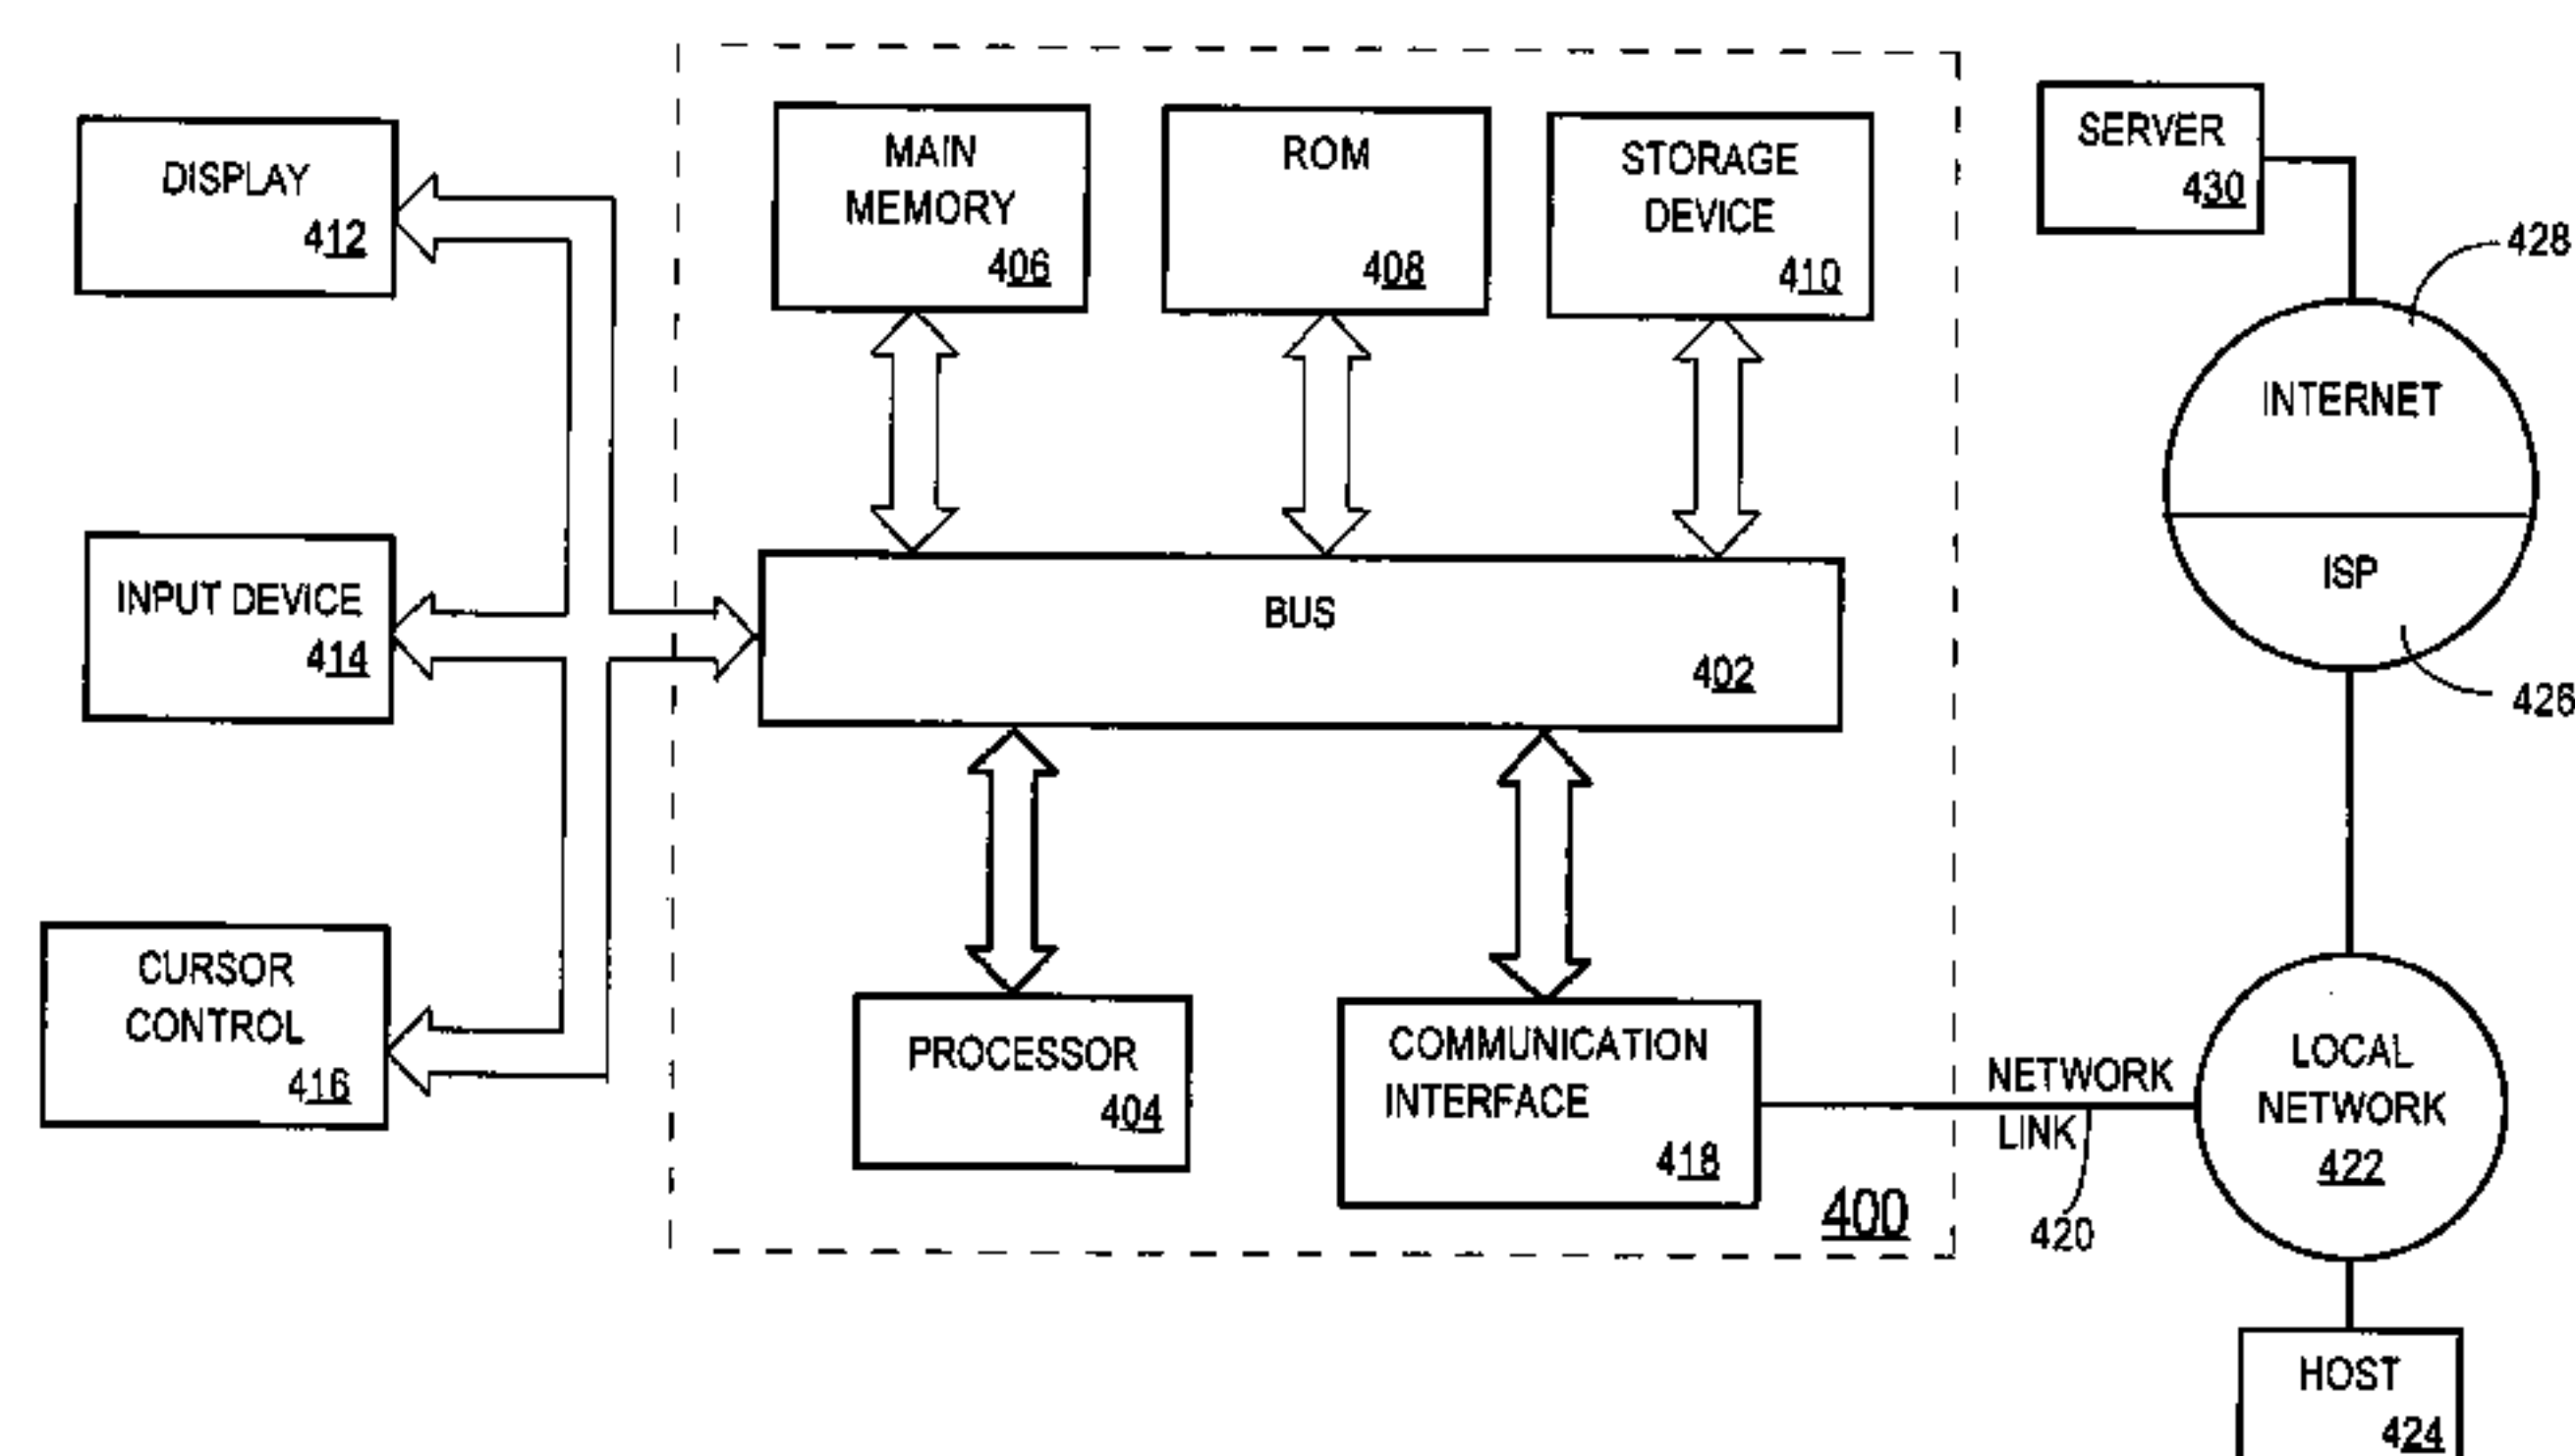 DISPLAY
412
INPUT DEVICE
414
CURSOR
CONTROL
416
MAIN
MEMORY
406
ROM
408
STORAGE
DEVICE
410
BUS
402
PROCESSOR
404
COMMUNICATION
INTERFACE
418
400
SERVER
430
428
INTERNET
ISP
426
NETWORK
LINK
420
LOCAL
NETWORK
422
HOST
424